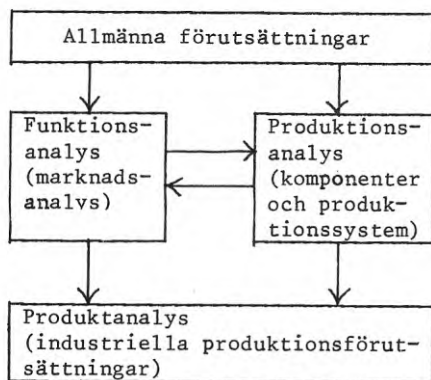 Allmänna förutsättningar
Funktions-
analys
(marknads-
analys)
Produktions-
analys
(komponenter
och produk-
tionssystem)
Produktanalys
(industriella produktionsförut-
sättningar)